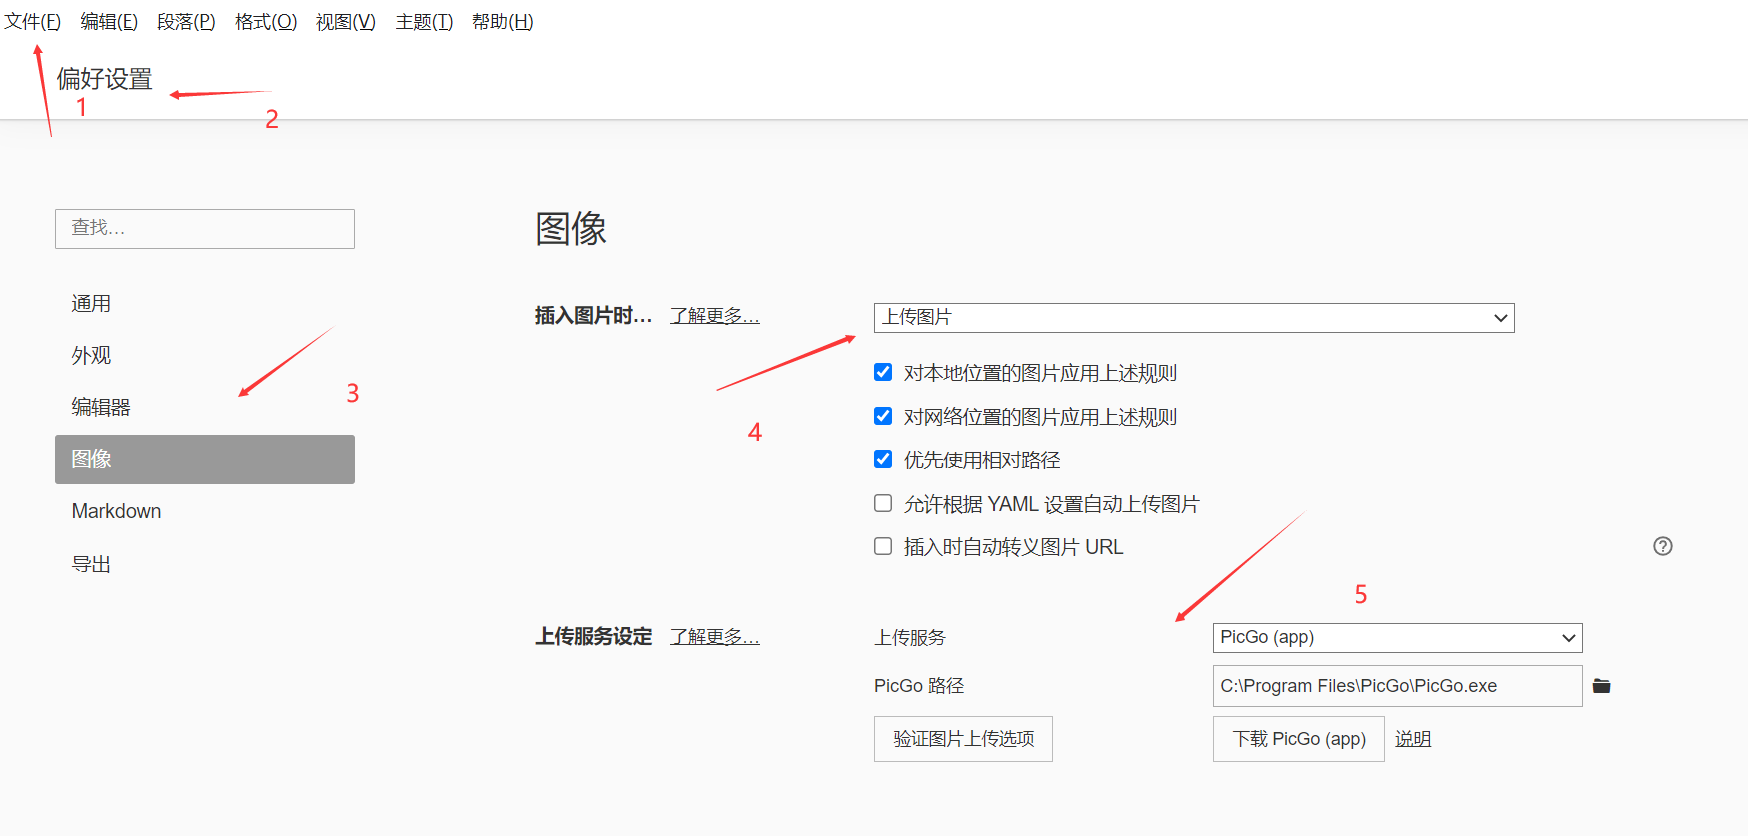 文件(F) 编辑(E) 段落(P) 格式(O) 视图(V) 主题(T) 帮助(H)
偏好设置
1
2
查找...
通用
外观
编辑器
图像
Markdown
导出
3
图像
插入图片时... 了解更多... 上传图片
4
对本地位置的图片应用上述规则
对网络位置的图片应用上述规则
优先使用相对路径
允许根据 YAML 设置自动上传图片
插入时自动转义图片 URL
?
5
上传服务设定 了解更多... 上传服务 PicGo (app)
PicGo 路径 C:\Program Files\PicGo\PicGo.exe
验证图片上传选项 下载 PicGo (app) 说明